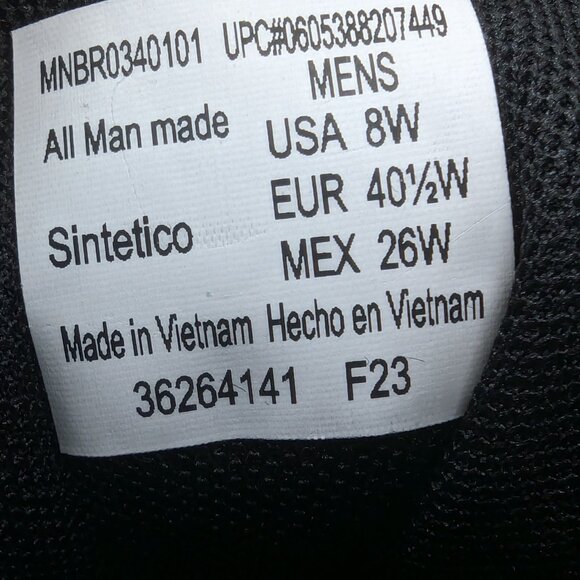 MNBR0340101 UPC#0605388207449
MENS
All Man made USA 8W
EUR 40½W
Sintetico MEX 26W
Made in Vietnam Hecho en Vietnam
36264141 F23